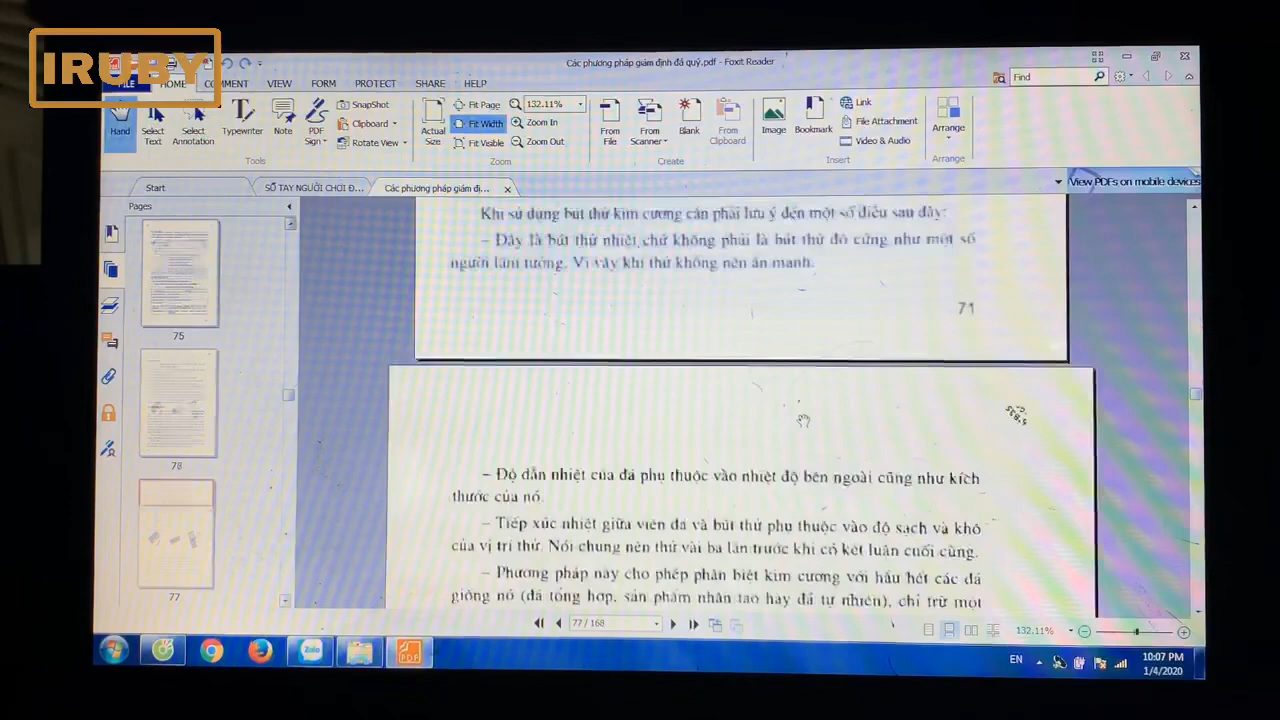 IRUBY
Các phương pháp giám định đá quý.pdf - Foxit Reader
FILE HOME COMMENT VIEW FORM PROTECT SHARE HELP
Find
Hand
Select Text
Select Annotation
Typewriter
Note
PDF Sign
SnapShot
Clipboard
Rotate View
Tools
Actual Size
Fit Page
Fit Width
Fit Visible
132.11%
Zoom In
Zoom Out
Zoom
From File
From Scanner
Blank
From Clipboard
Create
Image
Bookmark
Link
File Attachment
Video & Audio
Insert
Arrange
Arrange
Start
SỔ TAY NGƯỜI CHƠI Đ...
Các phương pháp giám đị...
View PDFs on mobile devices
Pages
75
76
77
Khi sử dụng bút thử kim cương cần phải lưu ý đến một số điều sau đây:
– Đây là bút thử nhiệt chứ không phải là bút thử độ cứng như một số
người lầm tưởng. Vì vậy khi thử không nên ấn mạnh.
71
– Độ dẫn nhiệt của đá phụ thuộc vào nhiệt độ bên ngoài cũng như kích
thước của nó.
– Tiếp xúc nhiệt giữa viên đá và bút thử phụ thuộc vào độ sạch và khô
của vị trí thử. Nói chung nên thử vài ba lần trước khi có kết luận cuối cùng.
– Phương pháp này cho phép phân biệt kim cương với hầu hết các đá
giống nó (đá tổng hợp, sản phẩm nhân tạo hay đá tự nhiên), chỉ trừ một
77 / 168
132.11%
Zalo
PDF
EN
10:07 PM
1/4/2020